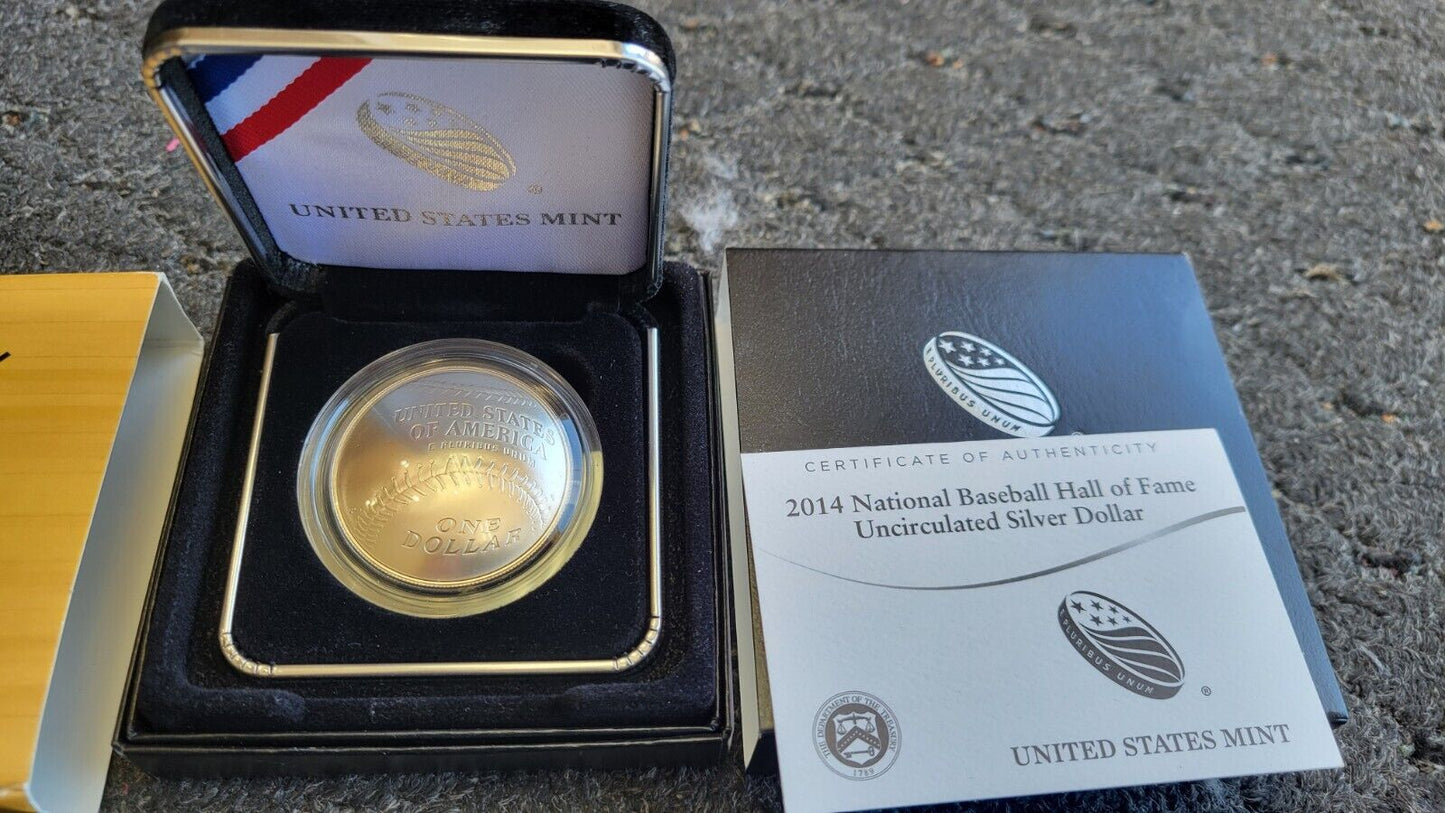 ®
UNITED STATES MINT
UNITED STATES
OF AMERICA
E PLURIBUS UNUM
ONE
DOLLAR
E PLURIBUS UNUM
CERTIFICATE OF AUTHENTICITY
2014 National Baseball Hall of Fame
Uncirculated Silver Dollar
E PLURIBUS UNUM
®
THE DEPARTMENT OF THE TREASURY
1789
UNITED STATES MINT